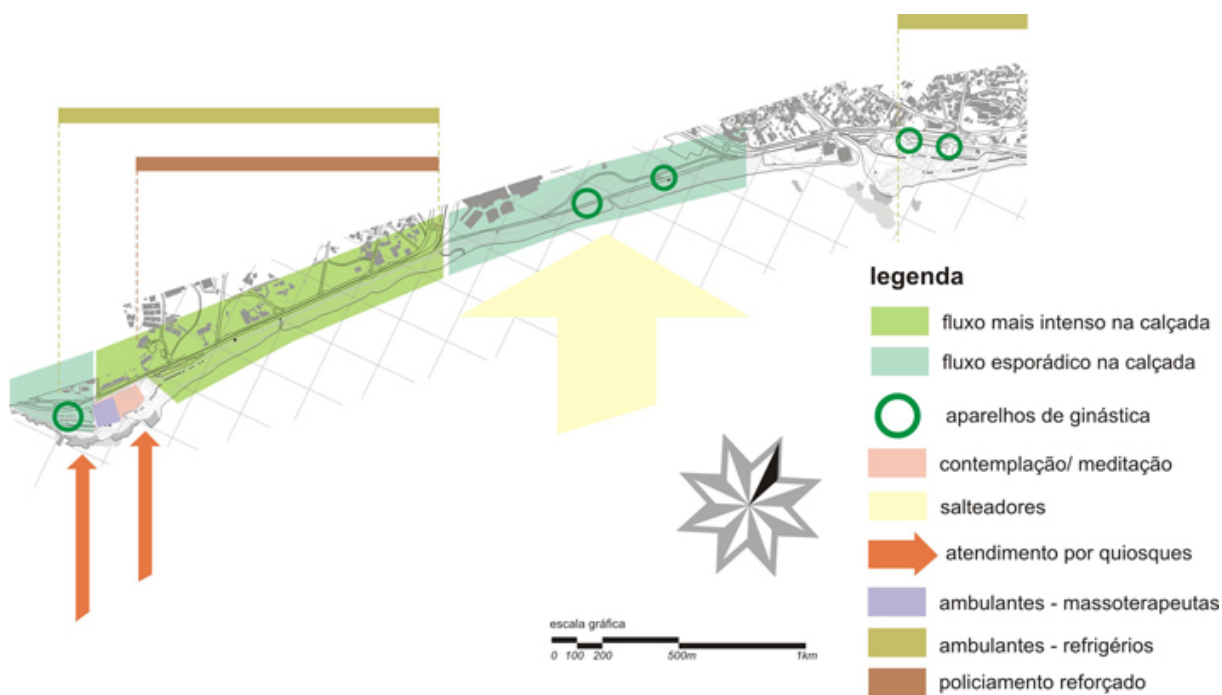 legenda
fluxo mais intenso na calçada
fluxo esporádico na calçada
aparelhos de ginástica
contemplação/ meditação
salteadores
atendimento por quiosques
ambulantes - massoterapeutas
ambulantes - refrigérios
policiamento reforçado
escala gráfica
0 100 200 500m 1km